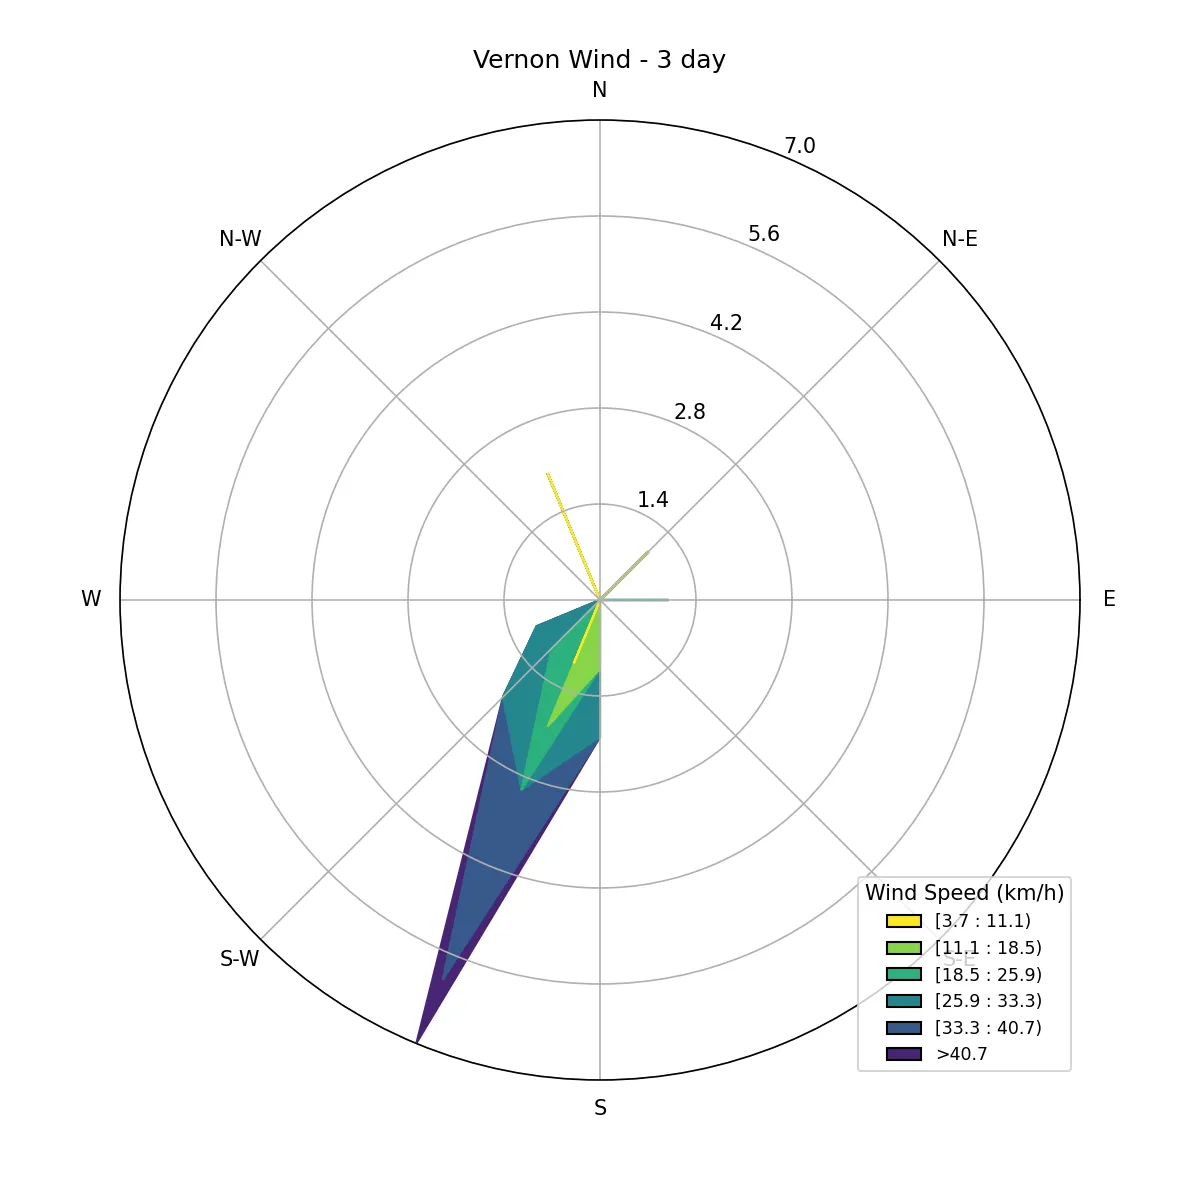 Vernon Wind - 3 day
N
7.0
5.6
N-W
N-E
4.2
2.8
1.4
W
E
Wind Speed (km/h)
[3.7 : 11.1)
[11.1 : 18.5)
S-W
S-E
[18.5 : 25.9)
[25.9 : 33.3)
[33.3 : 40.7)
>40.7
S